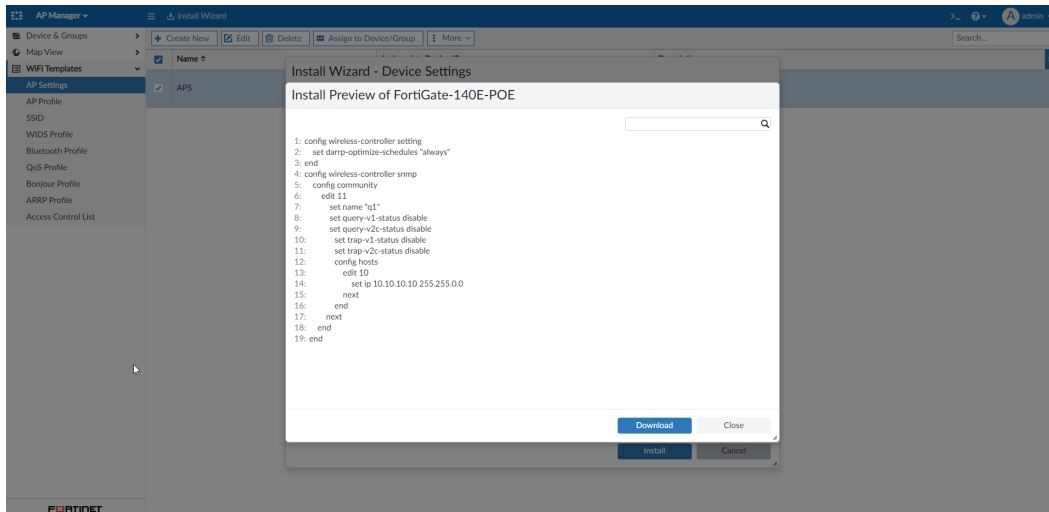 AP Manager
Install Wizard
admin
Device & Groups
Map View
WiFi Templates
AP Settings
AP Profile
SSID
WIDS Profile
Bluetooth Profile
QoS Profile
Bonjour Profile
ARRP Profile
Access Control List
Create New
Edit
Delete
Assign to Device/Group
More
Search...
Name
APS
Install Wizard - Device Settings
Install Preview of FortiGate-140E-POE
1: config wireless-controller setting
2: set darrp-optimize-schedules "always"
3: end
4: config wireless-controller snmp
5: config community
6: edit 11
7: set name "q1"
8: set query-v1-status disable
9: set query-v2c-status disable
10: set trap-v1-status disable
11: set trap-v2c-status disable
12: config hosts
13: edit 10
14: set ip 10.10.10.10 255.255.0.0
15: next
16: end
17: next
18: end
19: end
Download
Close
Install
Cancel
FORTINET